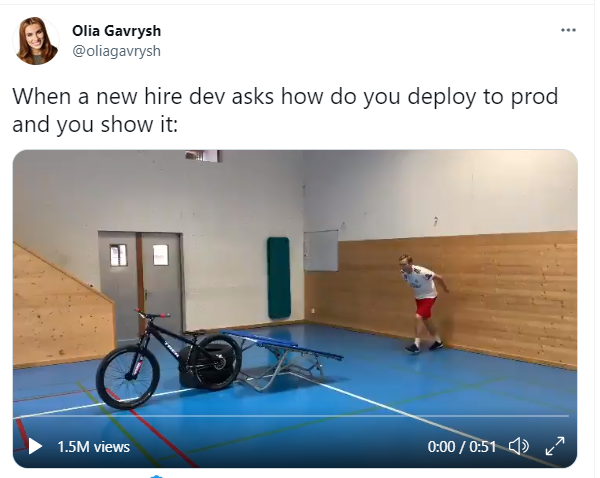 Olia Gavrysh
@oliagavrysh
When a new hire dev asks how do you deploy to prod
and you show it:
1.5M views
0:00 / 0:51